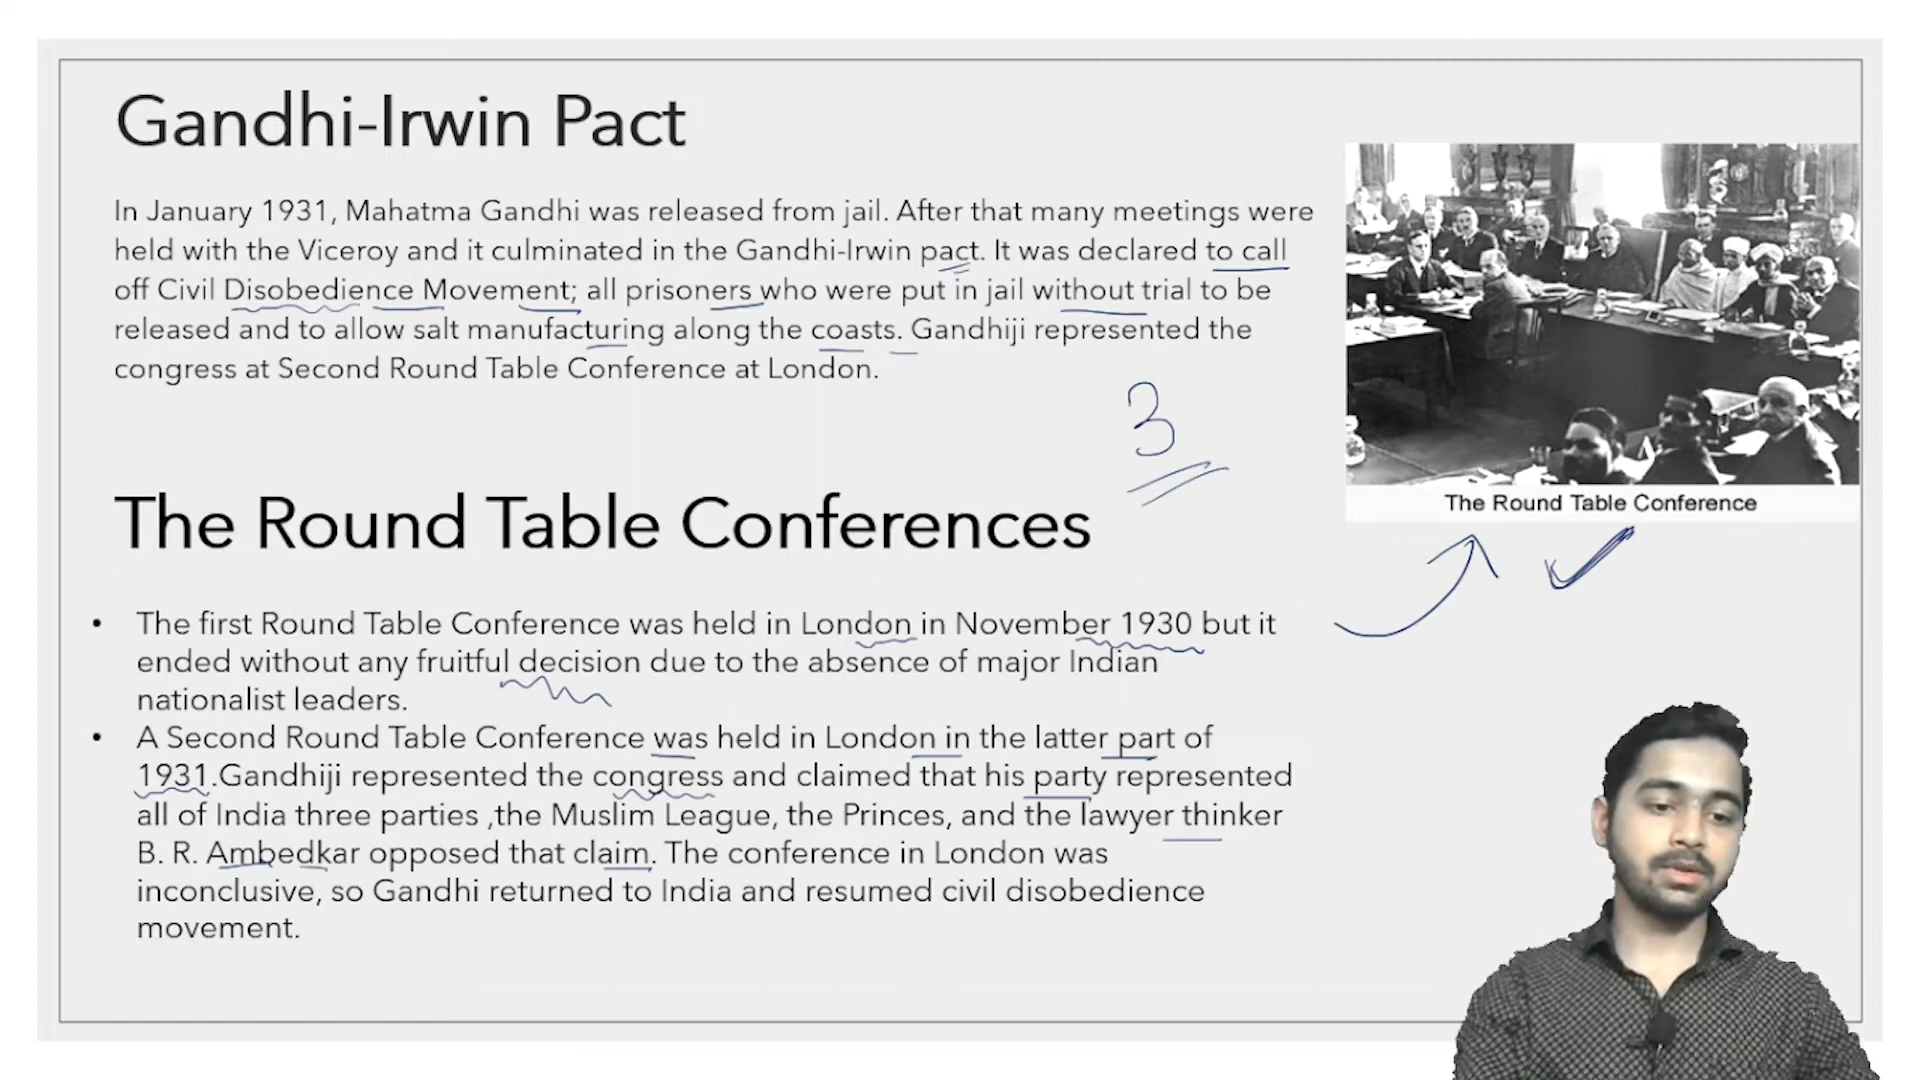 Gandhi-Irwin Pact
In January 1931, Mahatma Gandhi was released from jail. After that many meetings were
held with the Viceroy and it culminated in the Gandhi-Irwin pact. It was declared to call
off Civil Disobedience Movement; all prisoners who were put in jail without trial to be
released and to allow salt manufacturing along the coasts. Gandhiji represented the
congress at Second Round Table Conference at London.
3
The Round Table Conference
The Round Table Conferences
• The first Round Table Conference was held in London in November 1930 but it
ended without any fruitful decision due to the absence of major Indian
nationalist leaders.
• A Second Round Table Conference was held in London in the latter part of
1931.Gandhiji represented the congress and claimed that his party represented
all of India three parties ,the Muslim League, the Princes, and the lawyer thinker
B. R. Ambedkar opposed that claim. The conference in London was
inconclusive, so Gandhi returned to India and resumed civil disobedience
movement.